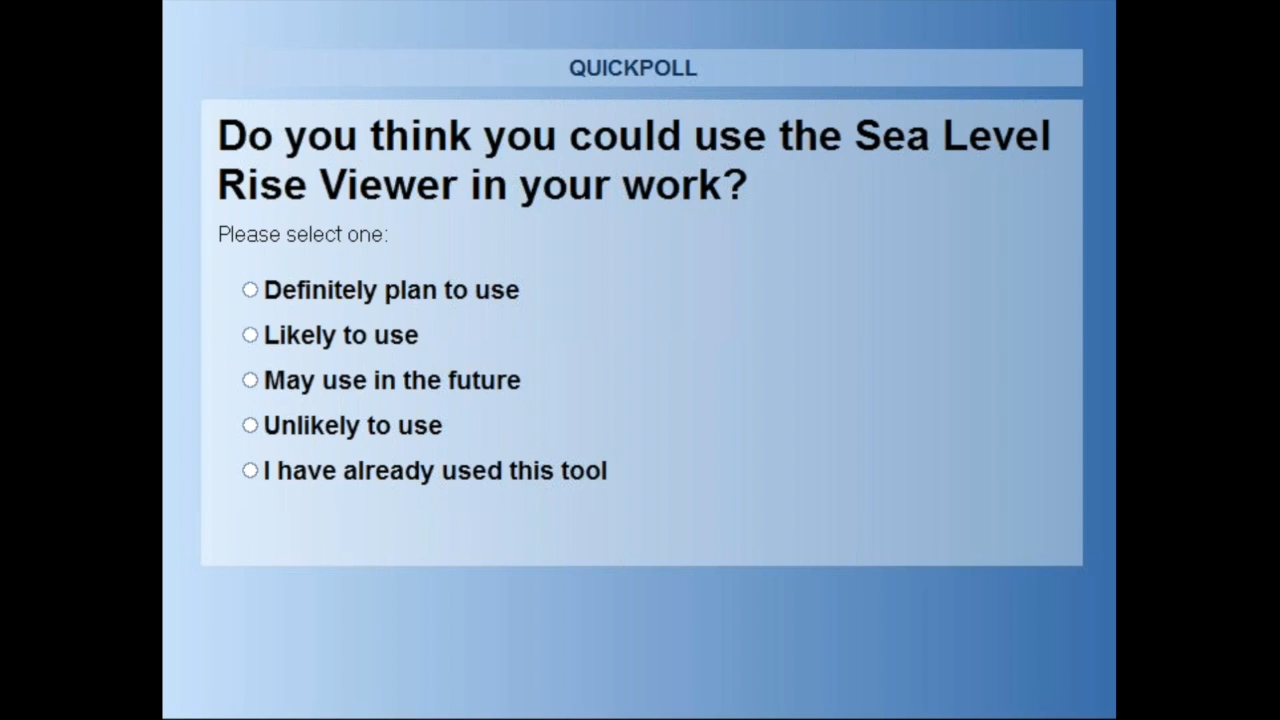 QUICKPOLL
Do you think you could use the Sea Level
Rise Viewer in your work?
Please select one:
Definitely plan to use
Likely to use
May use in the future
Unlikely to use
I have already used this tool